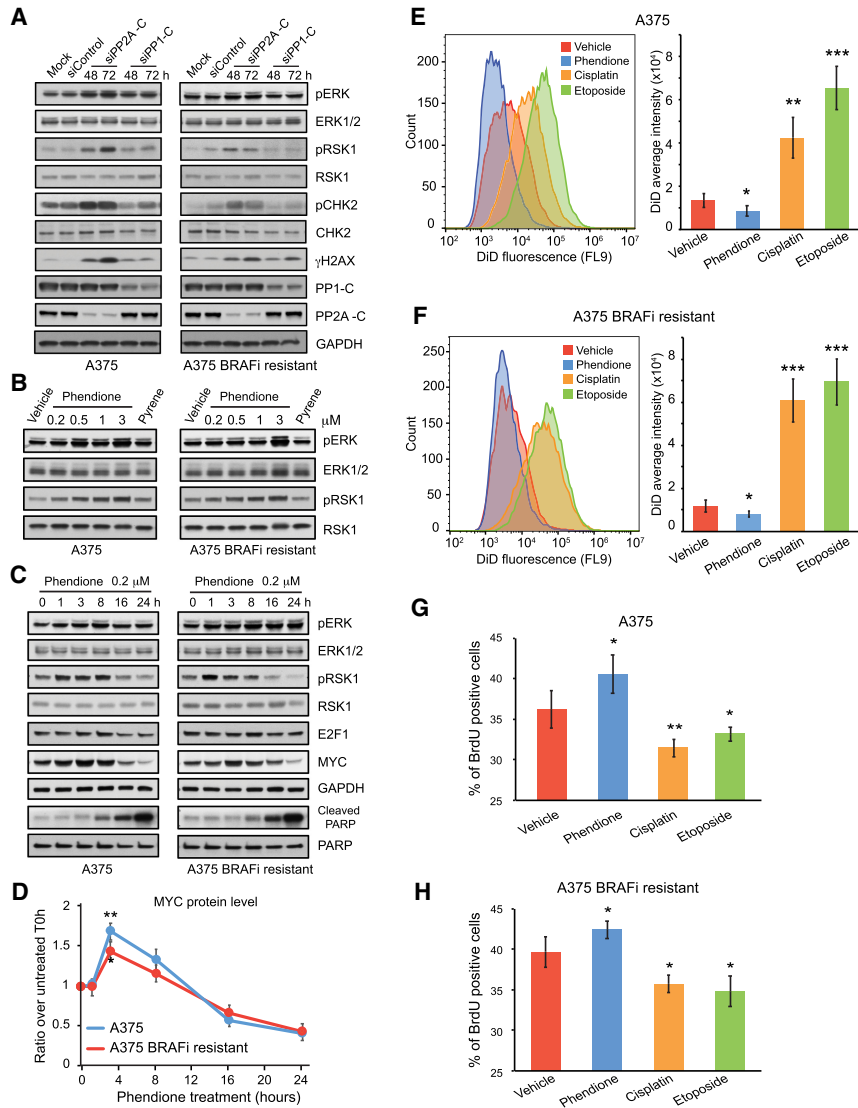 A
Mock
siControl
siPP2A-C
siPP1-C
48 72 48 72
Mock
siControl
siPP2A-C
siPP1-C
48 72 48 72 h
pERK
ERK1/2
pRSK1
RSK1
pCHK2
CHK2
γH2AX
PP1-C
PP2A-C
GAPDH
A375
A375 BRAFi resistant
B
Vehicle
Phendione
0.2 0.5 1 3
Pyrene
Vehicle
Phendione
0.2 0.5 1 3
Pyrene
μM
pERK
ERK1/2
pRSK1
RSK1
A375
A375 BRAFi resistant
C
Phendione 0.2 μM
0 1 3 8 16 24
Phendione 0.2 μM
0 1 3 8 16 24 h
pERK
ERK1/2
pRSK1
RSK1
E2F1
MYC
GAPDH
Cleaved
PARP
PARP
A375
A375 BRAFi resistant
D
MYC protein level
Ratio over untreated T0h
2
1.5
1
0.5
0
**
*
A375
A375 BRAFi resistant
0 4 8 12 16 20 24
Phendione treatment (hours)
E
A375
Count
200
150
100
50
0
Vehicle
Phendione
Cisplatin
Etoposide
10² 10³ 10⁴ 10⁵ 10⁶ 10⁷
DiD fluorescence (FL9)
DiD average intensity (x10⁴)
8
7
6
5
4
3
2
1
0
*
**
***
Vehicle
Phendione
Cisplatin
Etoposide
F
A375 BRAFi resistant
Count
250
200
150
100
50
0
Vehicle
Phendione
Cisplatin
Etoposide
10² 10³ 10⁴ 10⁵ 10⁶ 10⁷
DiD fluorescence (FL9)
DiD average intensity (x10⁴)
8
6
4
2
0
*
***
***
Vehicle
Phendione
Cisplatin
Etoposide
G
A375
% of BrdU positive cells
45
40
35
30
25
*
**
*
Vehicle
Phendione
Cisplatin
Etoposide
H
A375 BRAFi resistant
% of BrdU positive cells
45
40
35
30
25
*
*
*
Vehicle
Phendione
Cisplatin
Etoposide